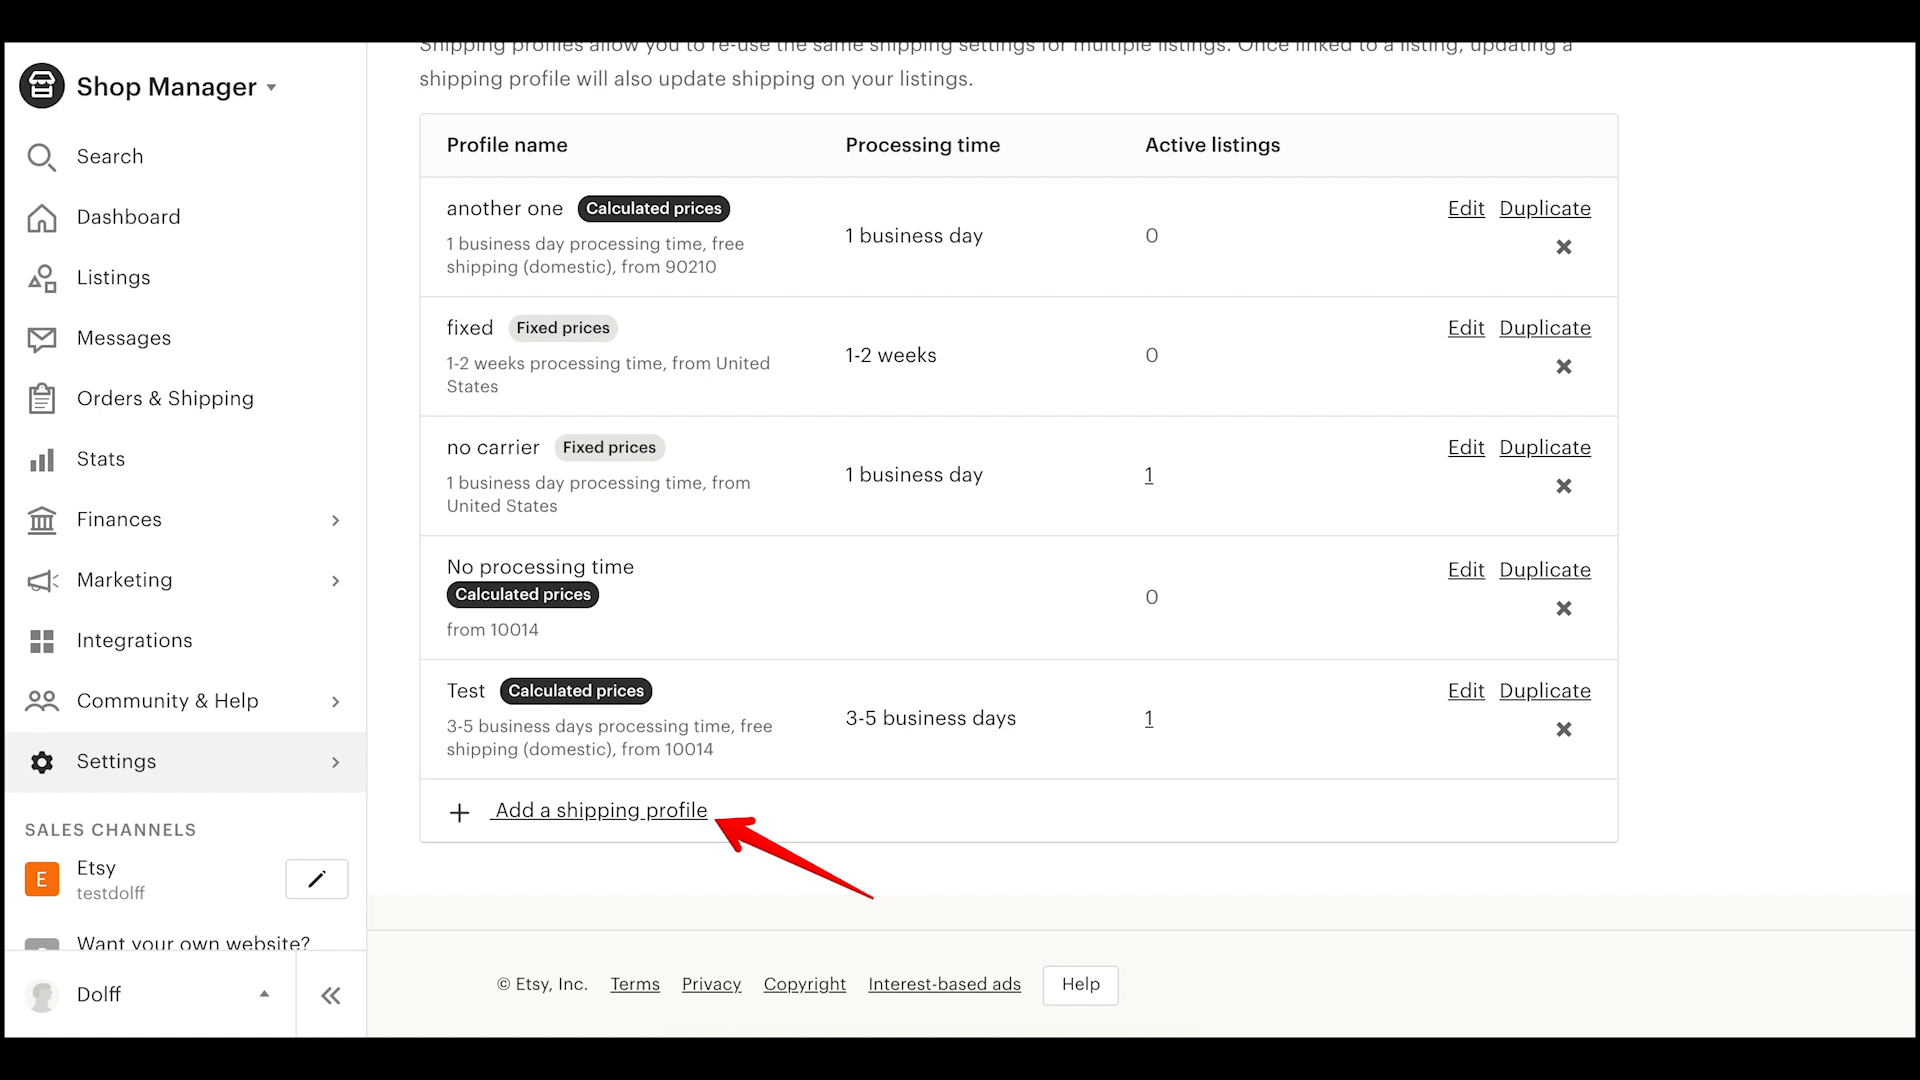 Shipping profiles allow you to re-use the same shipping settings for multiple listings. Once linked to a listing, updating a
shipping profile will also update shipping on your listings.
Shop Manager
Search
Dashboard
Listings
Messages
Orders & Shipping
Stats
Finances
Marketing
Integrations
Community & Help
Settings
SALES CHANNELS
E
Etsy
testdolff
Want your own website?
Dolff
Profile name Processing time Active listings
another one Calculated prices
1 business day processing time, free
shipping (domestic), from 90210
1 business day
0
Edit Duplicate
fixed Fixed prices
1-2 weeks processing time, from United
States
1-2 weeks
0
Edit Duplicate
no carrier Fixed prices
1 business day processing time, from
United States
1 business day
1
Edit Duplicate
No processing time
Calculated prices
from 10014
0
Edit Duplicate
Test Calculated prices
3-5 business days processing time, free
shipping (domestic), from 10014
3-5 business days
1
Edit Duplicate
Add a shipping profile
© Etsy, Inc. Terms Privacy Copyright Interest-based ads Help